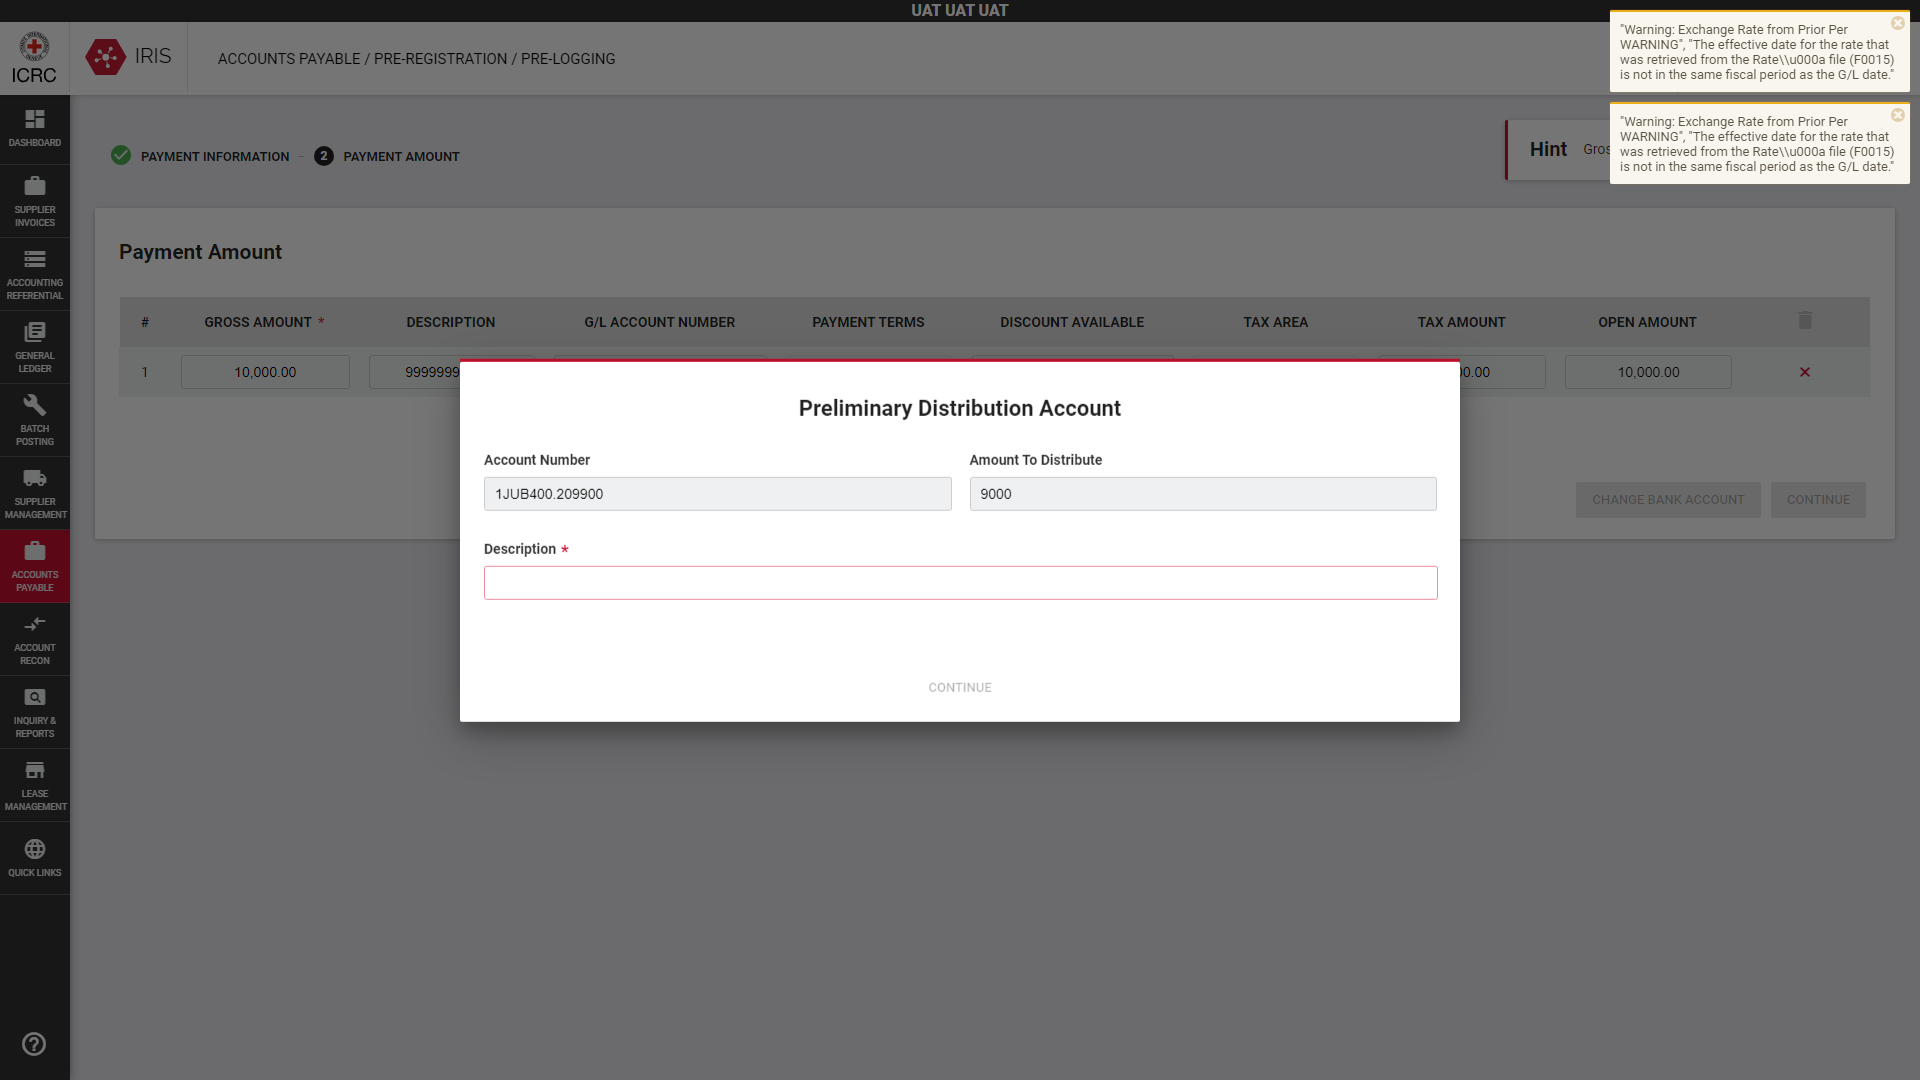 UAT UAT UAT
ICRC
IRIS
ACCOUNTS PAYABLE / PRE-REGISTRATION / PRE-LOGGING
"Warning: Exchange Rate from Prior Per
WARNING", "The effective date for the rate that
was retrieved from the Rate\\u000a file (F0015)
is not in the same fiscal period as the G/L date."
"Warning: Exchange Rate from Prior Per
WARNING", "The effective date for the rate that
was retrieved from the Rate\\u000a file (F0015)
is not in the same fiscal period as the G/L date."
DASHBOARD
SUPPLIER
INVOICES
ACCOUNTING
REFERENTIAL
GENERAL
LEDGER
BATCH
POSTING
SUPPLIER
MANAGEMENT
ACCOUNTS
PAYABLE
ACCOUNT
RECON
INQUIRY &
REPORTS
LEASE
MANAGEMENT
QUICK LINKS
PAYMENT INFORMATION
2 PAYMENT AMOUNT
Hint
Payment Amount
# GROSS AMOUNT * DESCRIPTION G/L ACCOUNT NUMBER PAYMENT TERMS DISCOUNT AVAILABLE TAX AREA TAX AMOUNT OPEN AMOUNT
1 10,000.00 9999999 10,000.00
CHANGE BANK ACCOUNT CONTINUE
Preliminary Distribution Account
Account Number Amount To Distribute
1JUB400.209900 9000
Description *
CONTINUE